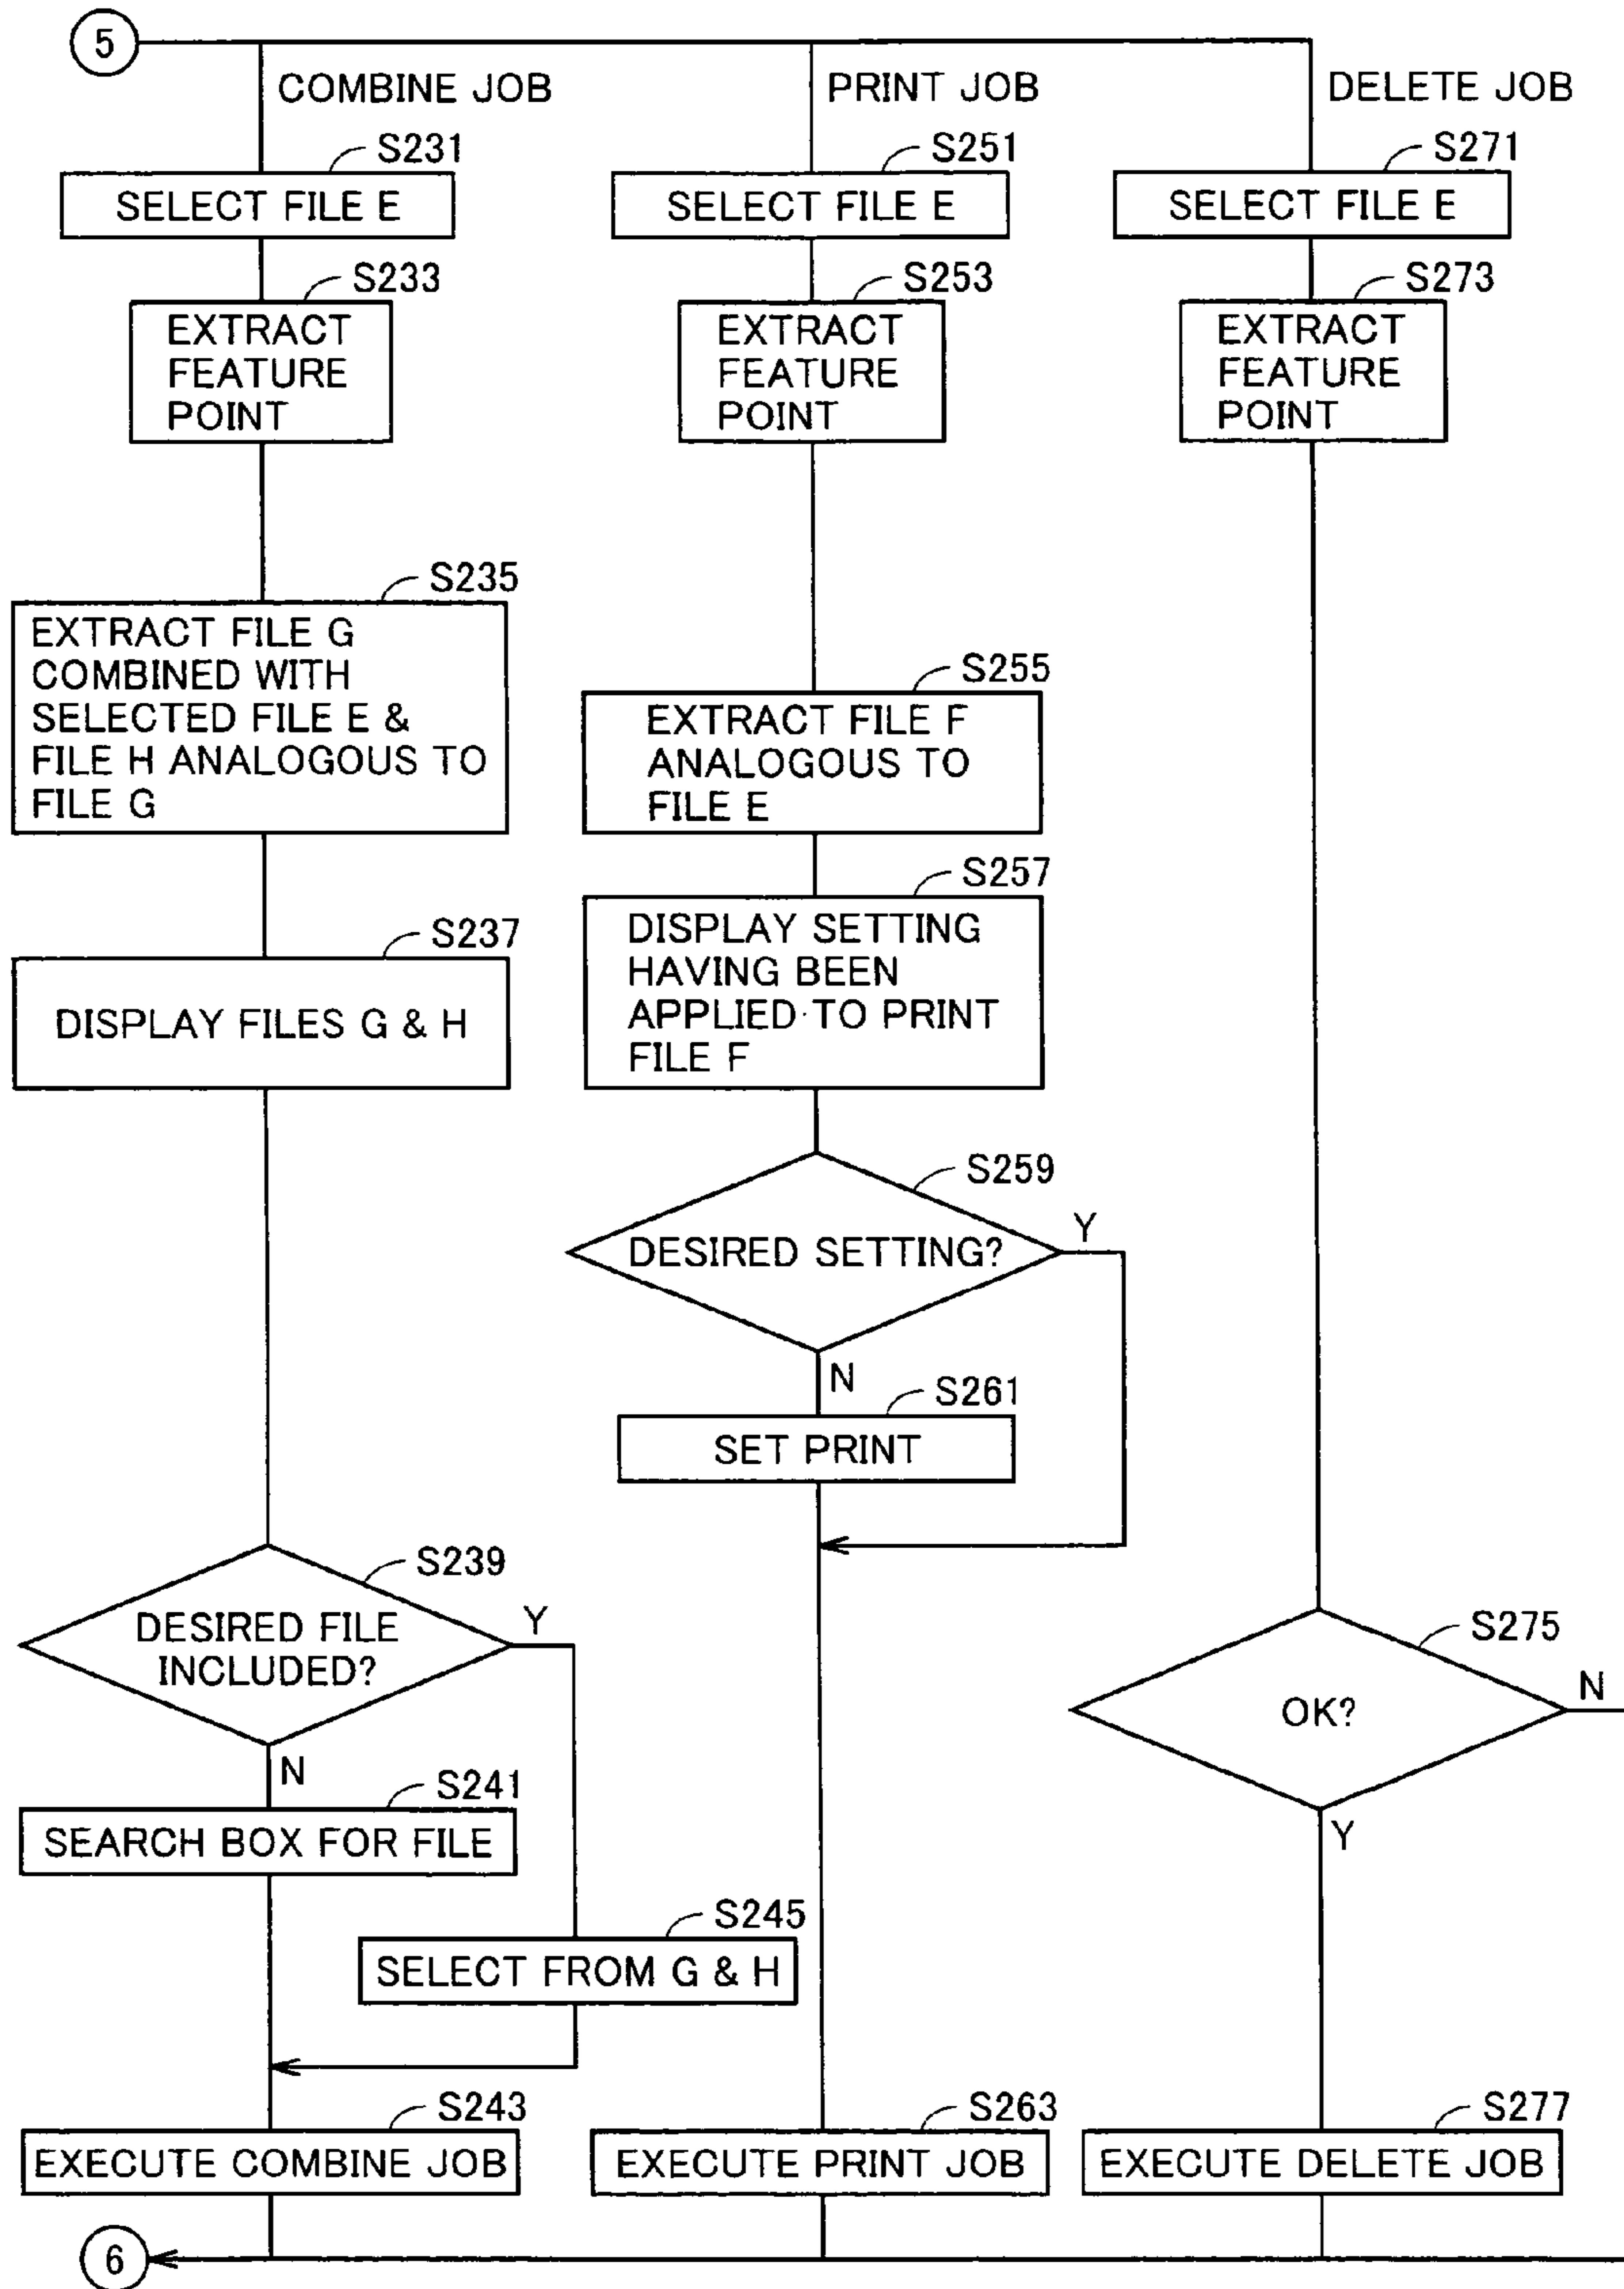 5
COMBINE JOB
PRINT JOB
DELETE JOB
S231
SELECT FILE E
S233
EXTRACT
FEATURE
POINT
S235
EXTRACT FILE G
COMBINED WITH
SELECTED FILE E &
FILE H ANALOGOUS TO
FILE G
S237
DISPLAY FILES G & H
S239
DESIRED FILE
INCLUDED?
Y
N
S241
SEARCH BOX FOR FILE
S245
SELECT FROM G & H
S243
EXECUTE COMBINE JOB
S251
SELECT FILE E
S253
EXTRACT
FEATURE
POINT
S255
EXTRACT FILE F
ANALOGOUS TO
FILE E
S257
DISPLAY SETTING
HAVING BEEN
APPLIED TO PRINT
FILE F
S259
DESIRED SETTING?
Y
N
S261
SET PRINT
S263
EXECUTE PRINT JOB
S271
SELECT FILE E
S273
EXTRACT
FEATURE
POINT
S275
OK?
N
Y
S277
EXECUTE DELETE JOB
6